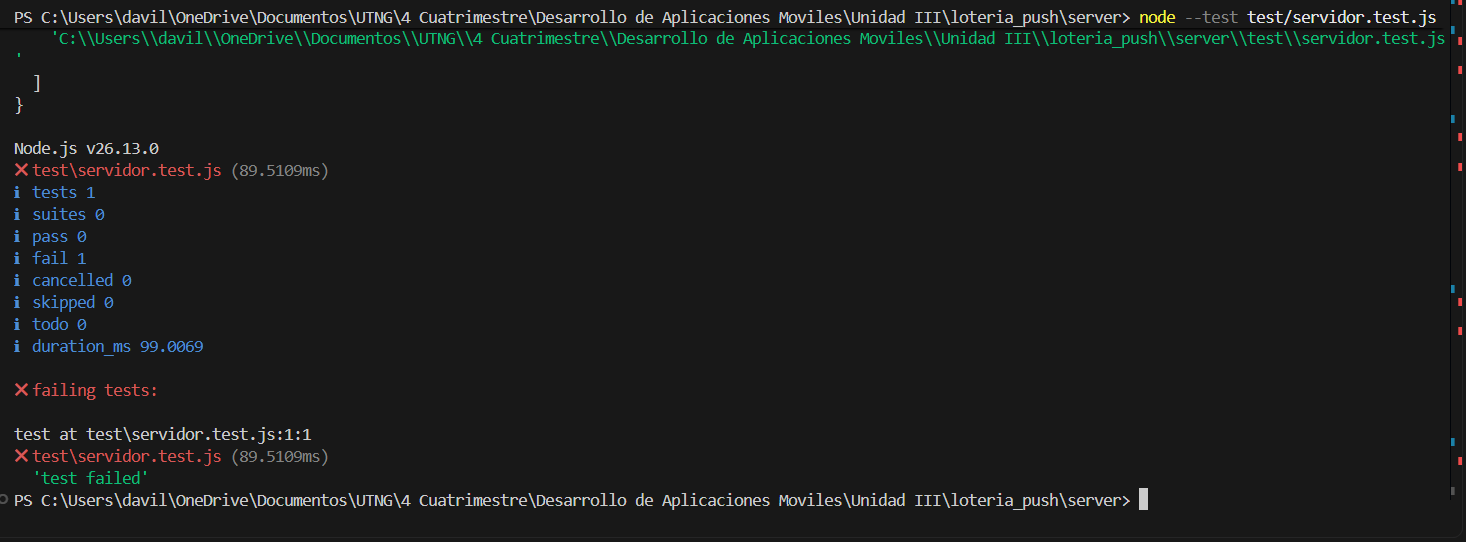 PS C:\Users\davil\OneDrive\Documentos\UTNG\4 Cuatrimestre\Desarrollo de Aplicaciones Moviles\Unidad III\loteria_push\server> node --test test/servidor.test.js
'C:\\Users\\davil\\OneDrive\\Documentos\\UTNG\\4 Cuatrimestre\\Desarrollo de Aplicaciones Moviles\\Unidad III\\loteria_push\\server\\test\\servidor.test.js
'
]
}
Node.js v26.13.0
❌ test\servidor.test.js (89.5109ms)
ℹ tests 1
ℹ suites 0
ℹ pass 0
ℹ fail 1
ℹ cancelled 0
ℹ skipped 0
ℹ todo 0
ℹ duration_ms 99.0069
❌ failing tests:
test at test\servidor.test.js:1:1
❌ test\servidor.test.js (89.5109ms)
'test failed'
PS C:\Users\davil\OneDrive\Documentos\UTNG\4 Cuatrimestre\Desarrollo de Aplicaciones Moviles\Unidad III\loteria_push\server>